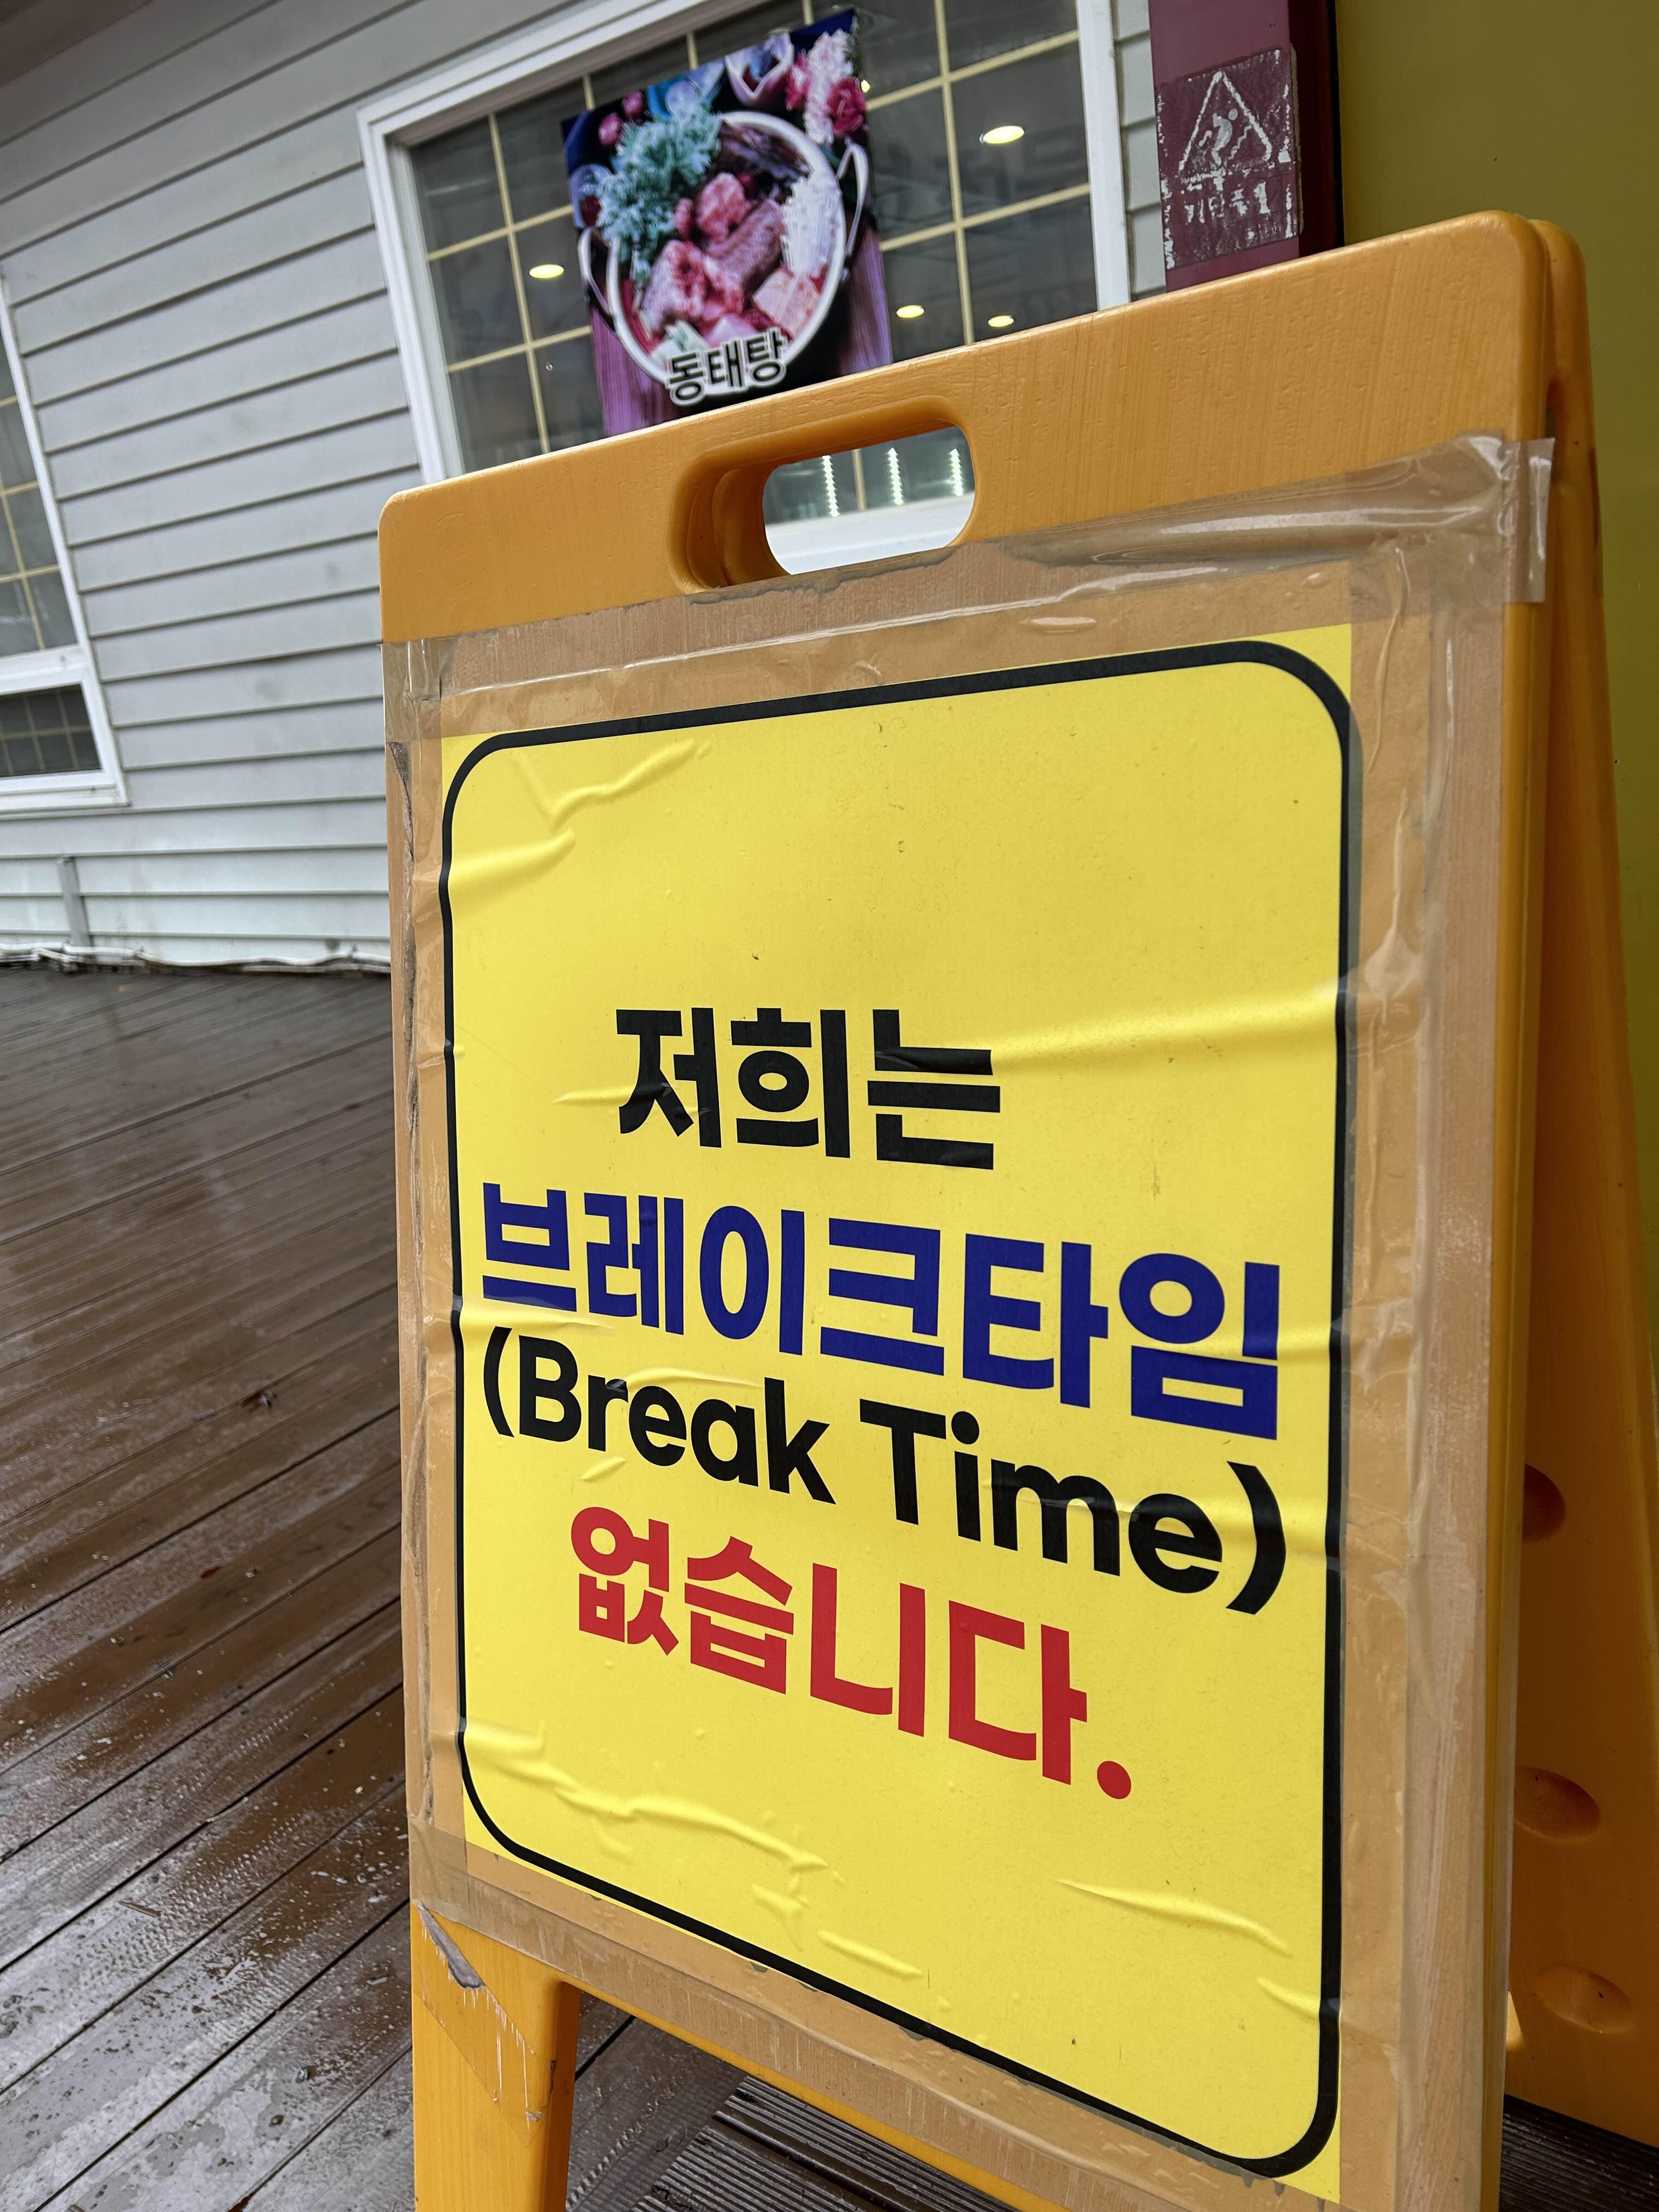 동태탕
저희는
브레이크타임
(Break Time)
없습니다.